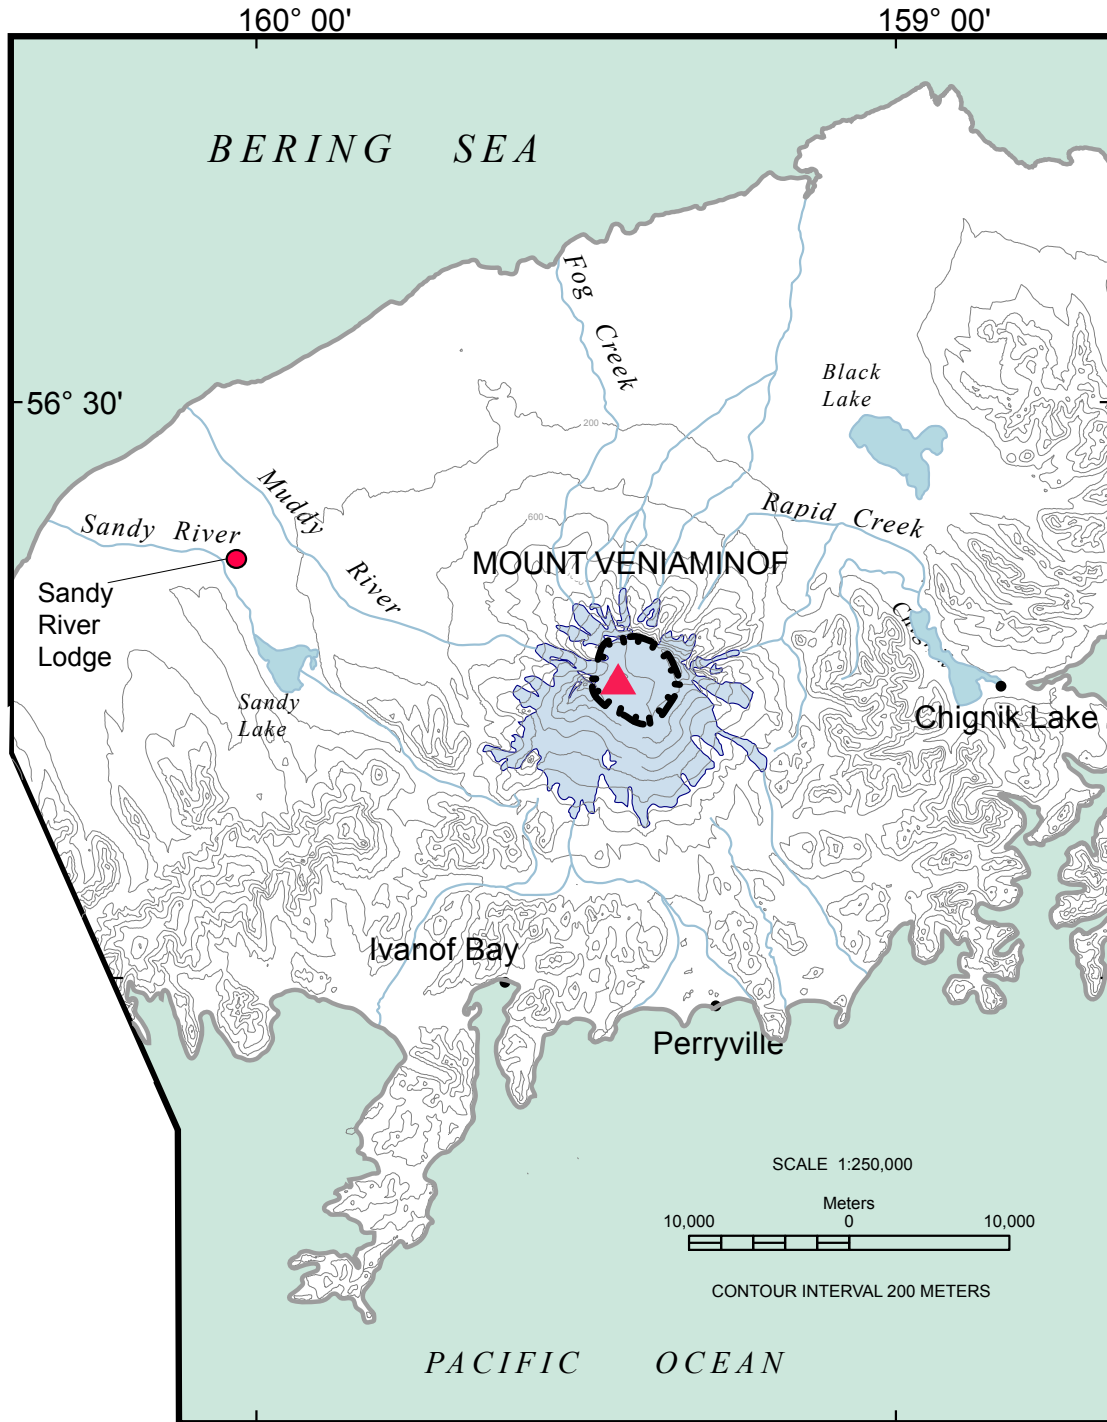 160° 00'
159° 00'
BERING SEA
Fog Creek
Black
Lake
56° 30'
200
Muddy
River
Sandy River
600
Rapid Creek
MOUNT VENIAMINOF
Sandy
River
Lodge
Sandy
Lake
Chignik Lake
Ivanof Bay
Perryville
SCALE 1:250,000
Meters
10,000
0
10,000
CONTOUR INTERVAL 200 METERS
PACIFIC OCEAN